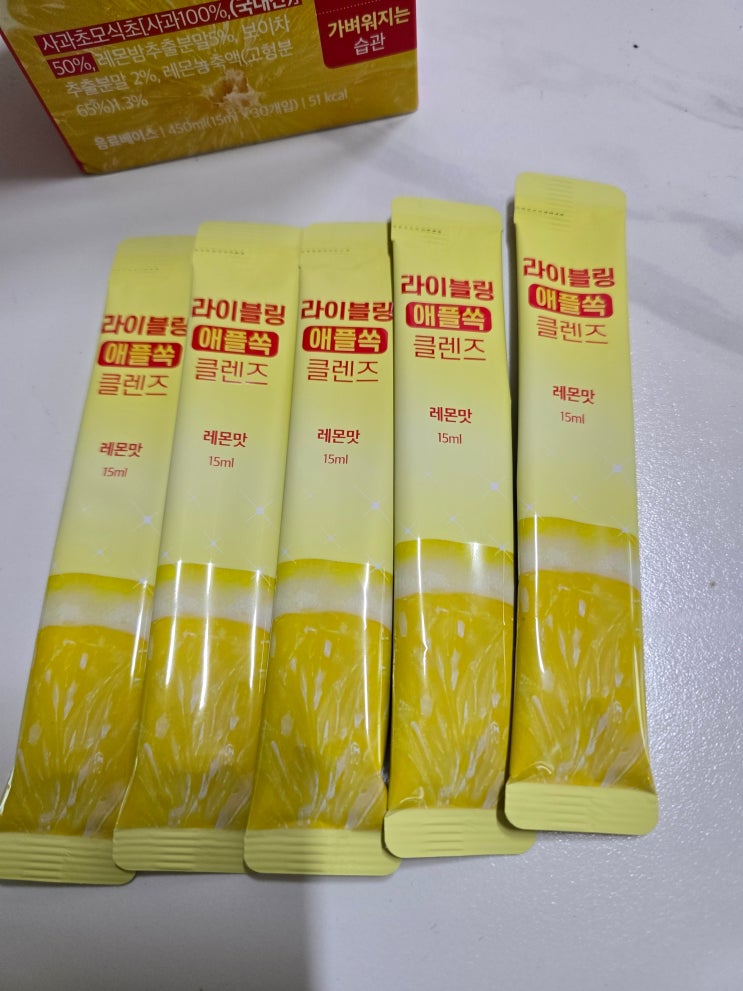 사과초모식초[사과100%,(국내산)]
50%, 레몬밤추출분말5%, 보이차
추출분말 2%, 레몬농축액(고형분
65%)1.3%
음료베이스 | 450ml(15ml X 30개입) | 51 kcal
가벼워지는
습관
라이블링
애플쏙
클렌즈
레몬맛
15ml
라이블링
애플쏙
클렌즈
레몬맛
15ml
라이블링
애플쏙
클렌즈
레몬맛
15ml
라이블링
애플쏙
클렌즈
레몬맛
15ml
라이블링
애플쏙
클렌즈
레몬맛
15ml